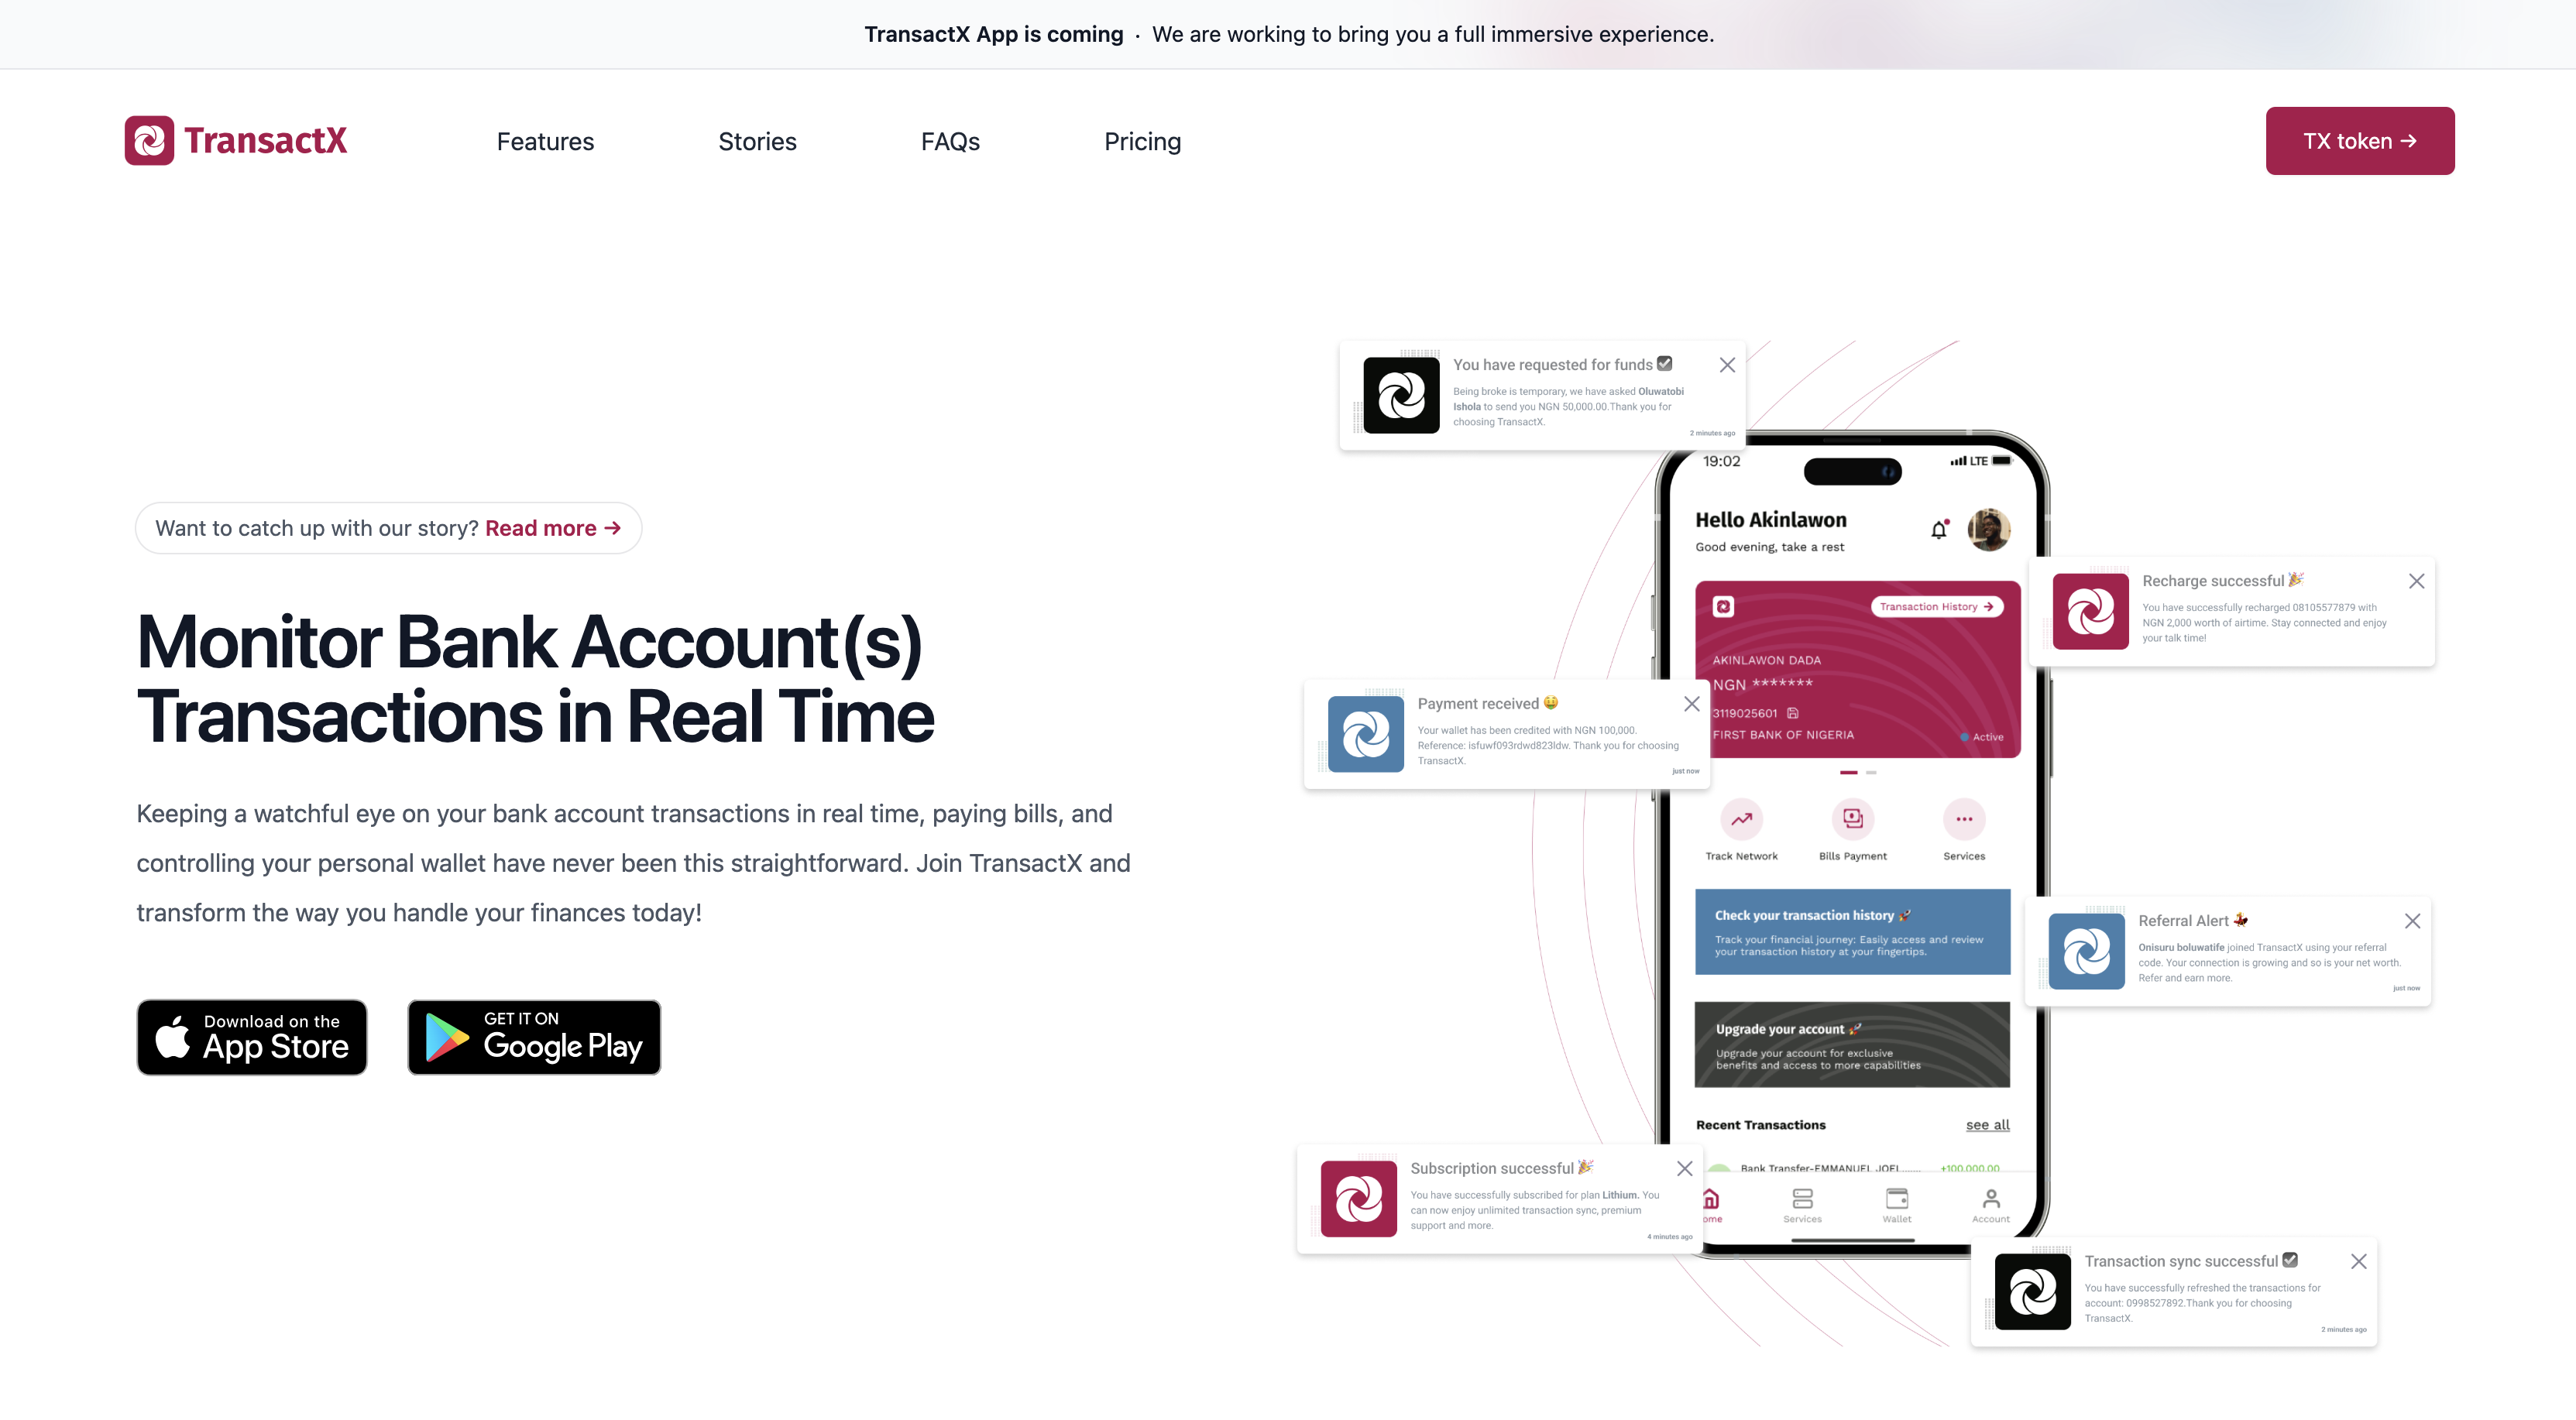 TransactX App is coming · We are working to bring you a full immersive experience.
TransactX
Features
Stories
FAQs
Pricing
TX token →
Want to catch up with our story? Read more →
Monitor Bank Account(s)
Transactions in Real Time
Keeping a watchful eye on your bank account transactions in real time, paying bills, and
controlling your personal wallet have never been this straightforward. Join TransactX and
transform the way you handle your finances today!
Download on the
App Store
GET IT ON
Google Play
You have requested for funds
Being broke is temporary, we have asked Oluwatobi
Ishola to send you NGN 50,000.00.Thank you for
choosing TransactX.
2 minutes ago
19:02
LTE
Hello Akinlawon
Good evening, take a rest
Transaction History →
AKINLAWON DADA
NGN *******
3119025601
FIRST BANK OF NIGERIA
Active
Recharge successful
You have successfully recharged 08105577879 with
NGN 2,000 worth of airtime. Stay connected and enjoy
your talk time!
Payment received
Your wallet has been credited with NGN 100,000.
Reference: isfuwf093rdwd823ldw. Thank you for choosing
TransactX.
just now
Track Network
Bills Payment
Services
Check your transaction history
Track your financial journey: Easily access and review
your transaction history at your fingertips.
Referral Alert
Onisuru boluwatife joined TransactX using your referral
code. Your connection is growing and so is your net worth.
Refer and earn more.
just now
Upgrade your account
Upgrade your account for exclusive
benefits and access to more capabilities
Recent Transactions
see all
Bank Transfer-EMMANUEL JOEL.......
+100,000.00
Subscription successful
You have successfully subscribed for plan Lithium. You
can now enjoy unlimited transaction sync, premium
support and more.
4 minutes ago
ome
Services
Wallet
Account
Transaction sync successful
You have successfully refreshed the transactions for
account: 0998527892.Thank you for choosing
TransactX.
2 minutes ago